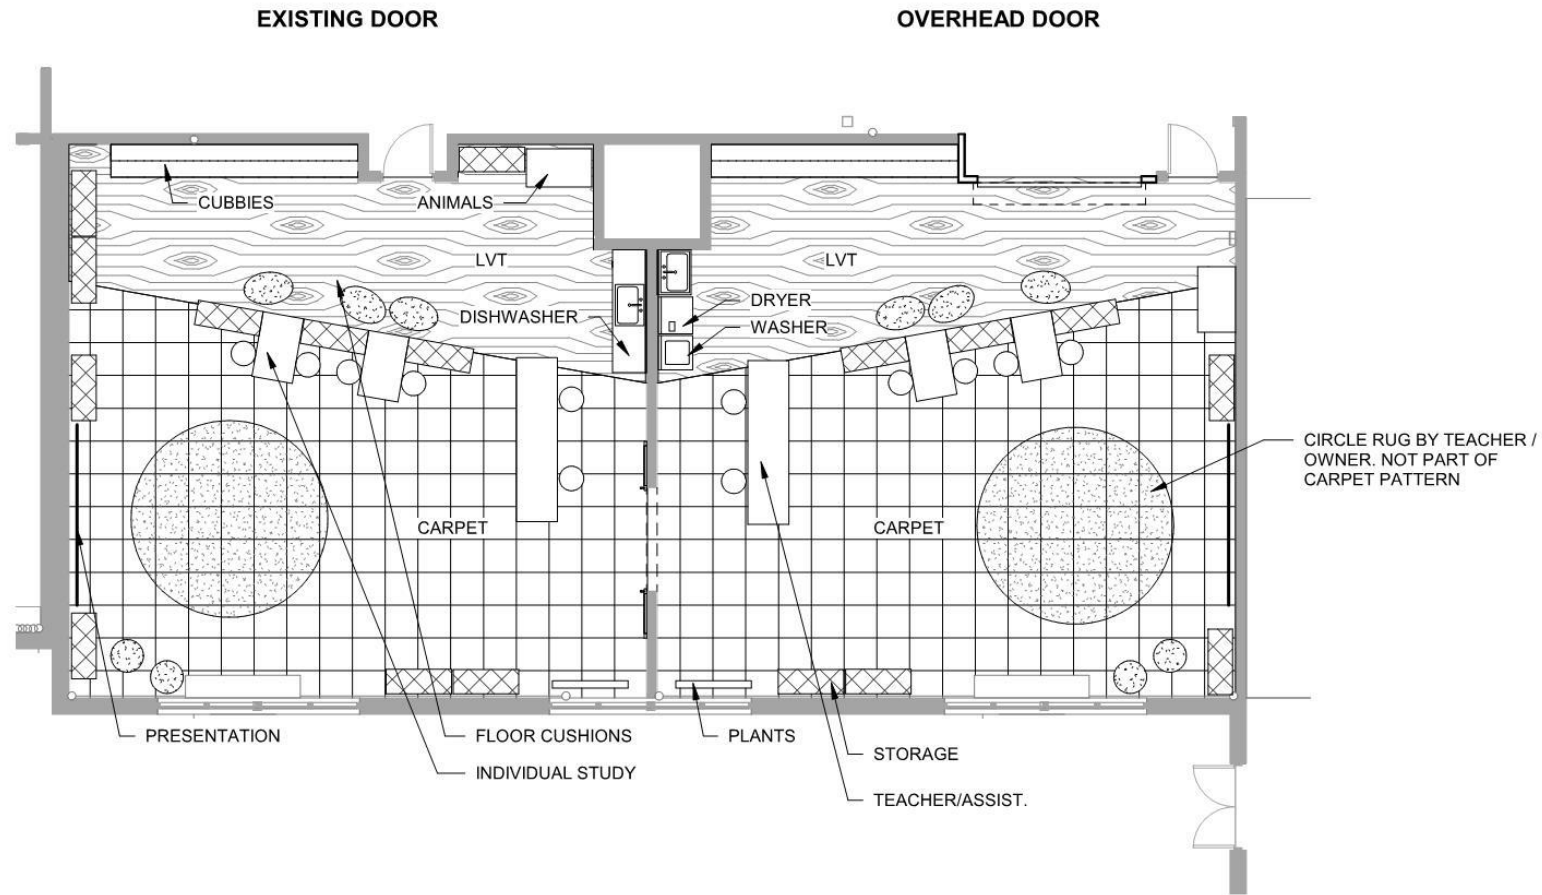 EXISTING DOOR
OVERHEAD DOOR
CUBBIES
ANIMALS
LVT
LVT
DISHWASHER
DRYER
WASHER
CIRCLE RUG BY TEACHER /
OWNER. NOT PART OF
CARPET PATTERN
CARPET
CARPET
PRESENTATION
FLOOR CUSHIONS
PLANTS
STORAGE
INDIVIDUAL STUDY
TEACHER/ASSIST.